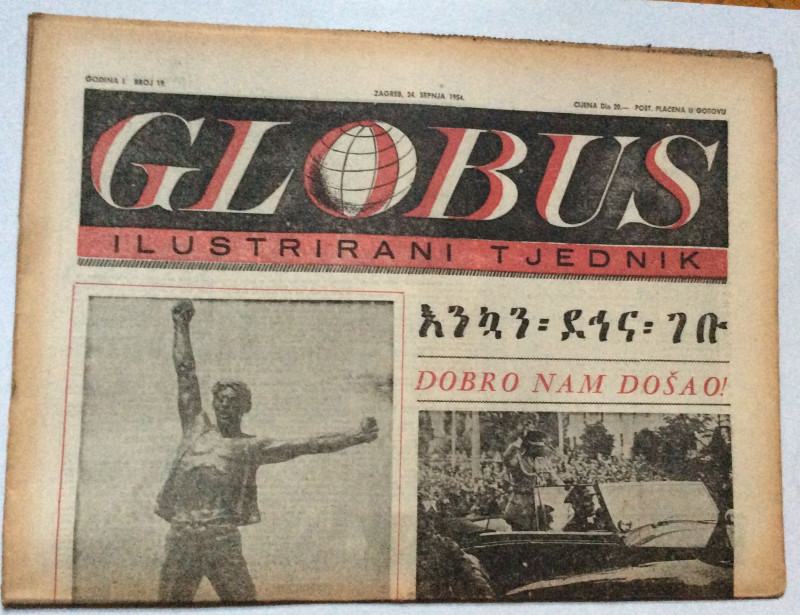 GODINA I. BROJ 19.
ZAGREB, 24. SRPNJA 1954.
CIJENA Din 20.— POŠT. PLAĆENA U GOTOVU
GLOBUS
ILUSTRIRANI TJEDNIK
እንኳን፡ ደኅና፡ ገቡ
DOBRO NAM DOŠAO!